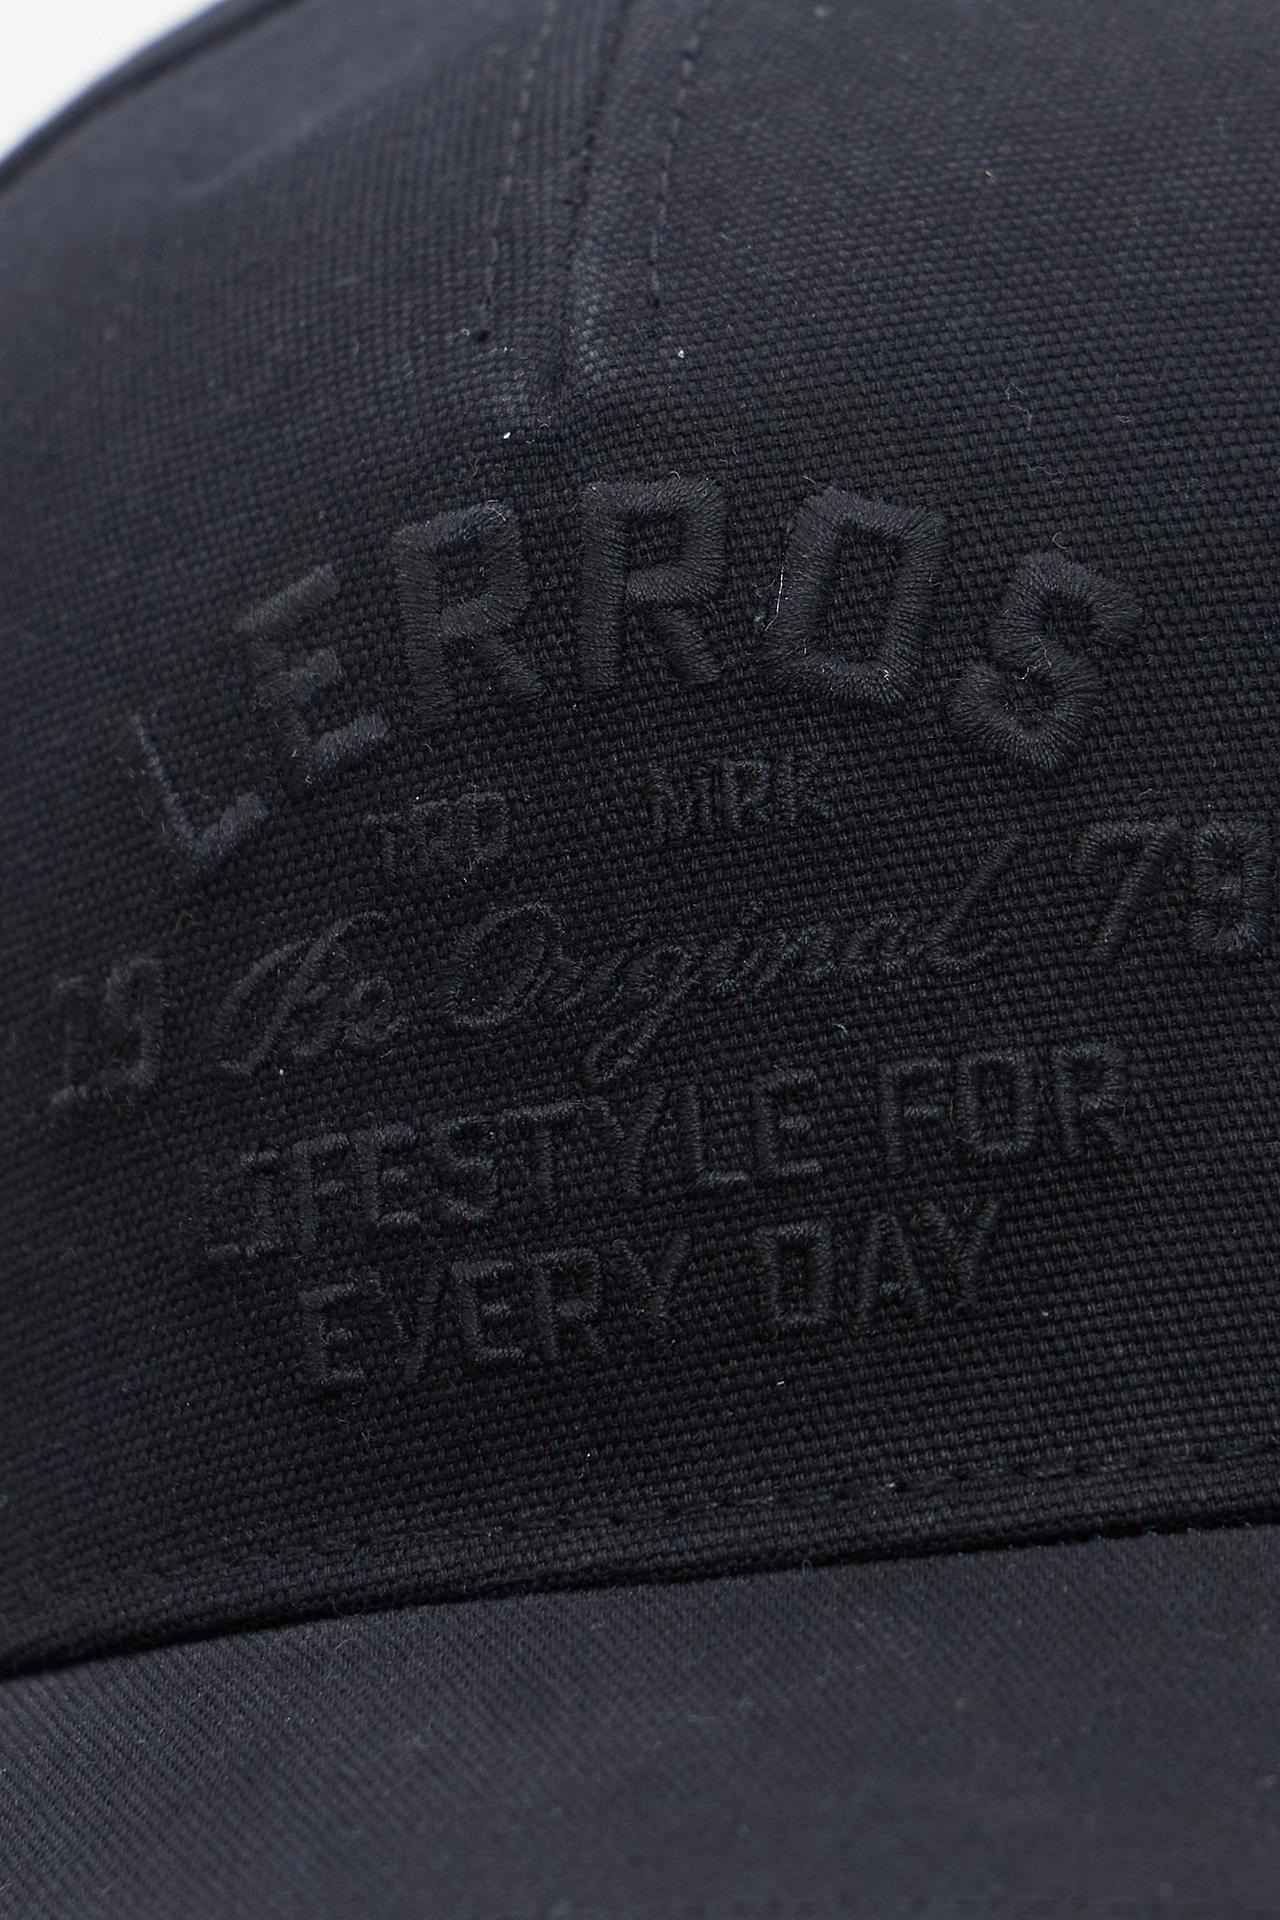 LERROS
TRD MRK
19 The Original 79
LIFESTYLE FOR
EVERY DAY